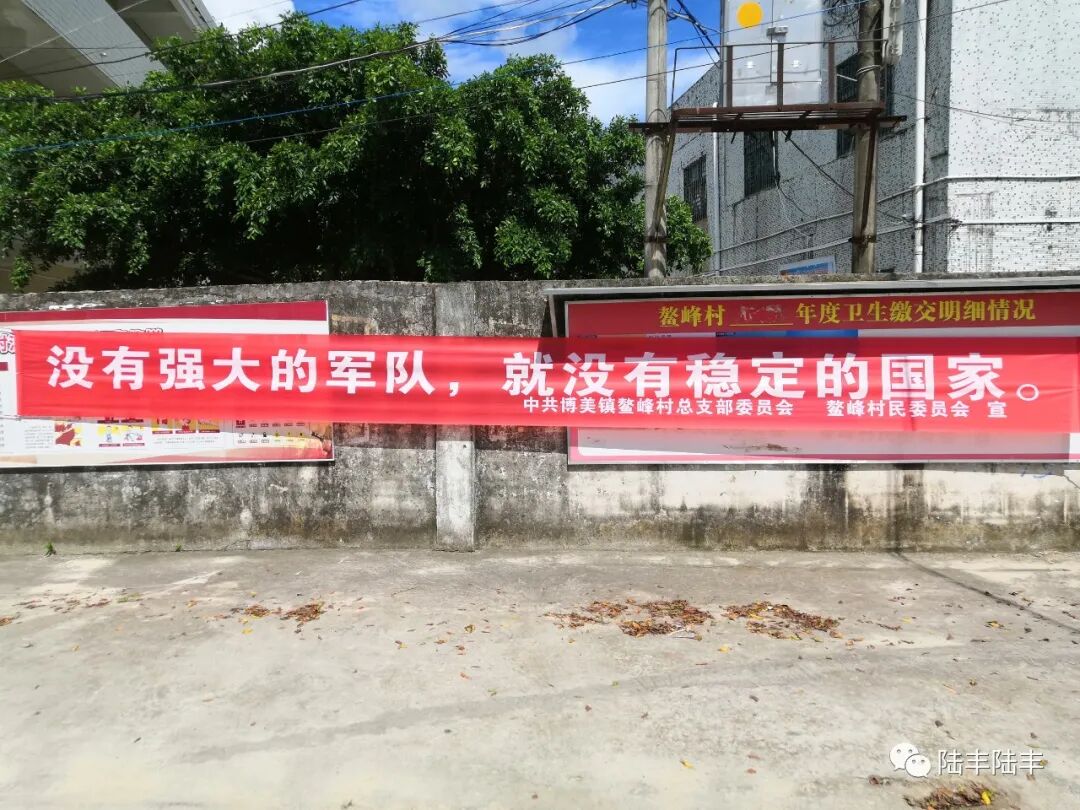 鳌峰村 年度卫生缴交明细情况
没有强大的军队，就没有稳定的国家。
中共博美镇鳌峰村总支部委员会 鳌峰村民委员会 宣
陆丰陆丰